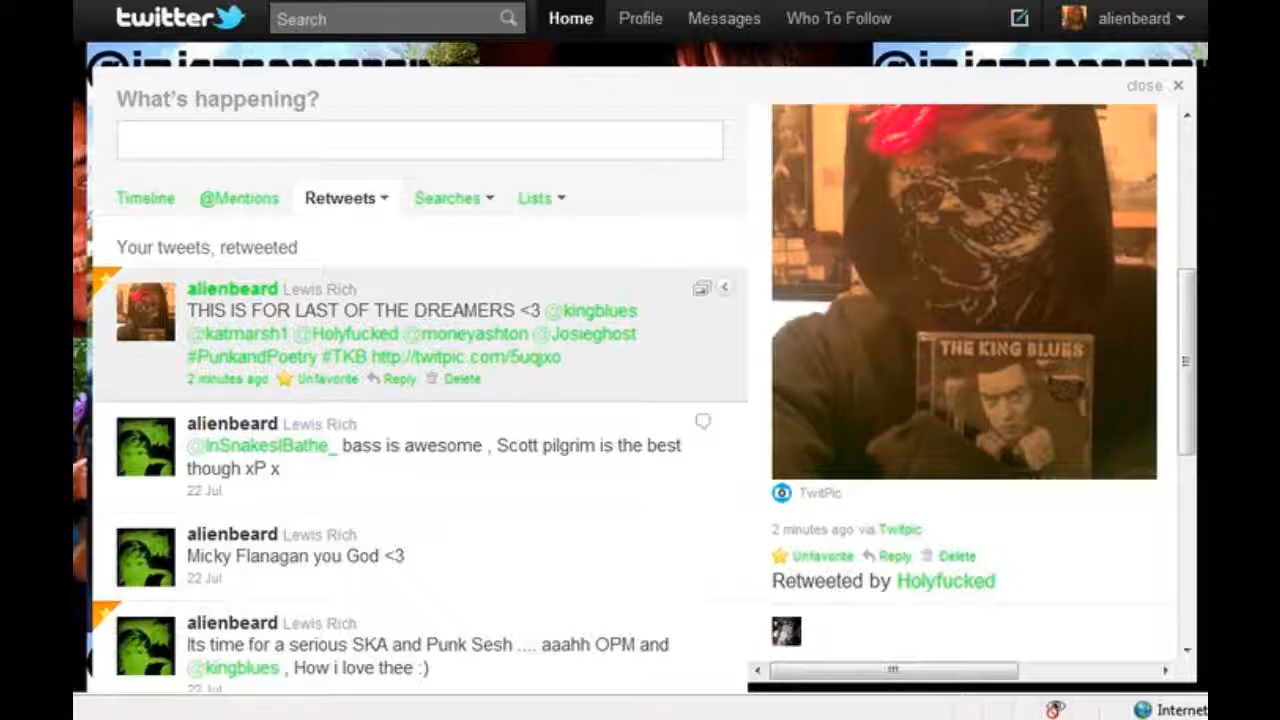 twitter Search Home Profile Messages Who To Follow alienbeard
close
What's happening?
Timeline @Mentions Retweets Searches Lists
Your tweets, retweeted
alienbeard Lewis Rich
THIS IS FOR LAST OF THE DREAMERS <3 @kingblues
@katmarsh1 @Holyfucked @moneyashton @Josieghost
#PunkandPoetry #TKB http://twitpic.com/5uqjxo
2 minutes ago Unfavorite Reply Delete
alienbeard Lewis Rich
@InSnakesIBathe_ bass is awesome , Scott pilgrim is the best
though xP x
22 Jul
alienbeard Lewis Rich
Micky Flanagan you God <3
22 Jul
alienbeard Lewis Rich
Its time for a serious SKA and Punk Sesh .... aaahh OPM and
@kingblues , How i love thee :)
22 Jul
THE KING BLUES
TwitPic
2 minutes ago via Twitpic
Unfavorite Reply Delete
Retweeted by Holyfucked
Internet